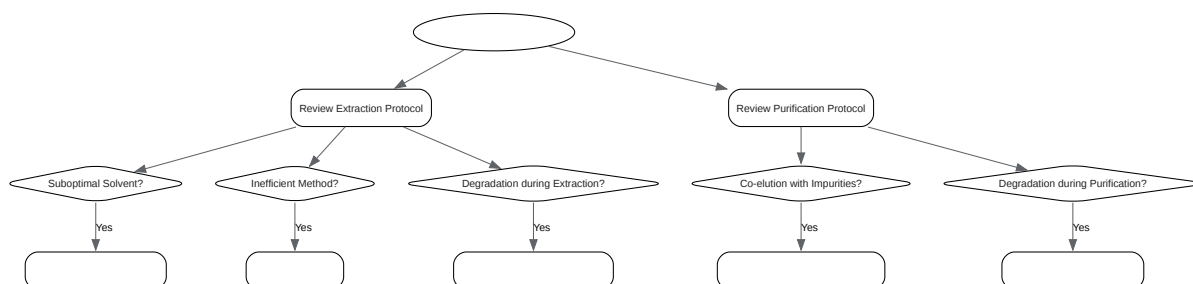 Review Extraction Protocol
Review Purification Protocol
Suboptimal Solvent?
Inefficient Method?
Degradation during Extraction?
Co-elution with Impurities?
Degradation during Purification?
Yes
Yes
Yes
Yes
Yes